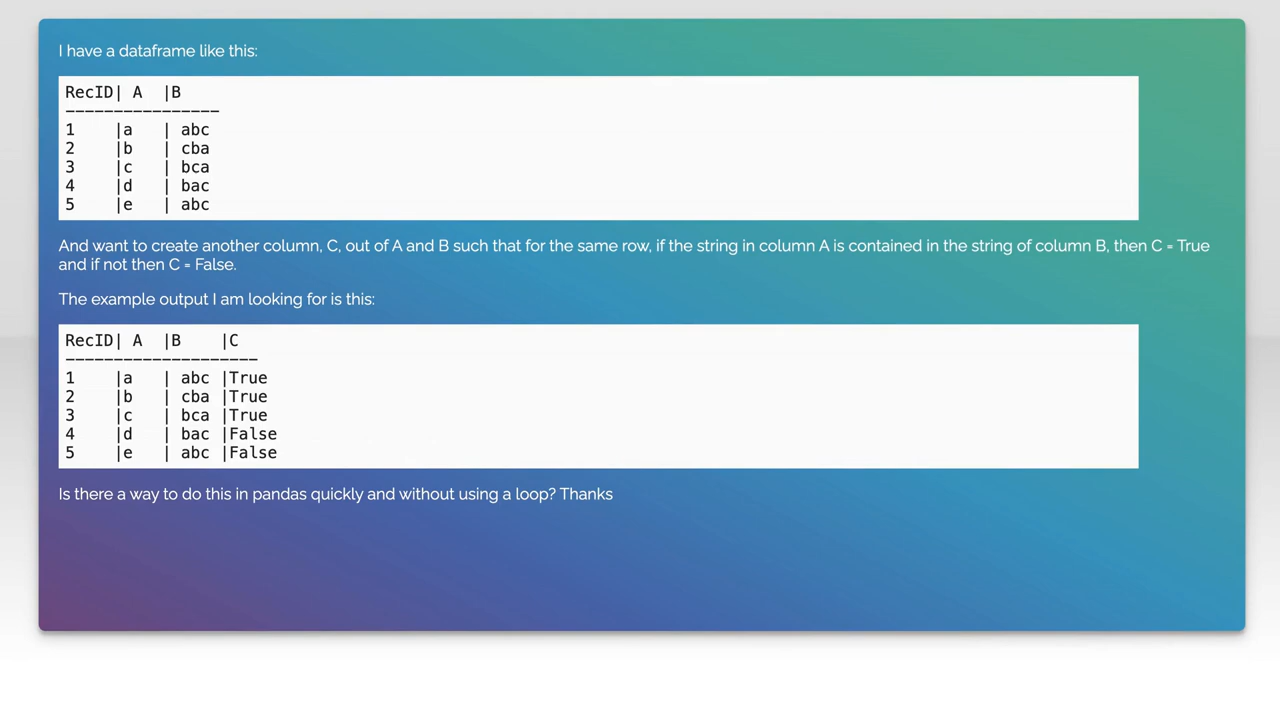 I have a dataframe like this:
RecID| A  |B
----------------
1    |a   | abc
2    |b   | cba
3    |c   | bca
4    |d   | bac
5    |e   | abc
And want to create another column, C, out of A and B such that for the same row, if the string in column A is contained in the string of column B, then C = True
and if not then C = False.
The example output I am looking for is this:
RecID| A  |B    |C
--------------------
1    |a   | abc |True
2    |b   | cba |True
3    |c   | bca |True
4    |d   | bac |False
5    |e   | abc |False
Is there a way to do this in pandas quickly and without using a loop? Thanks